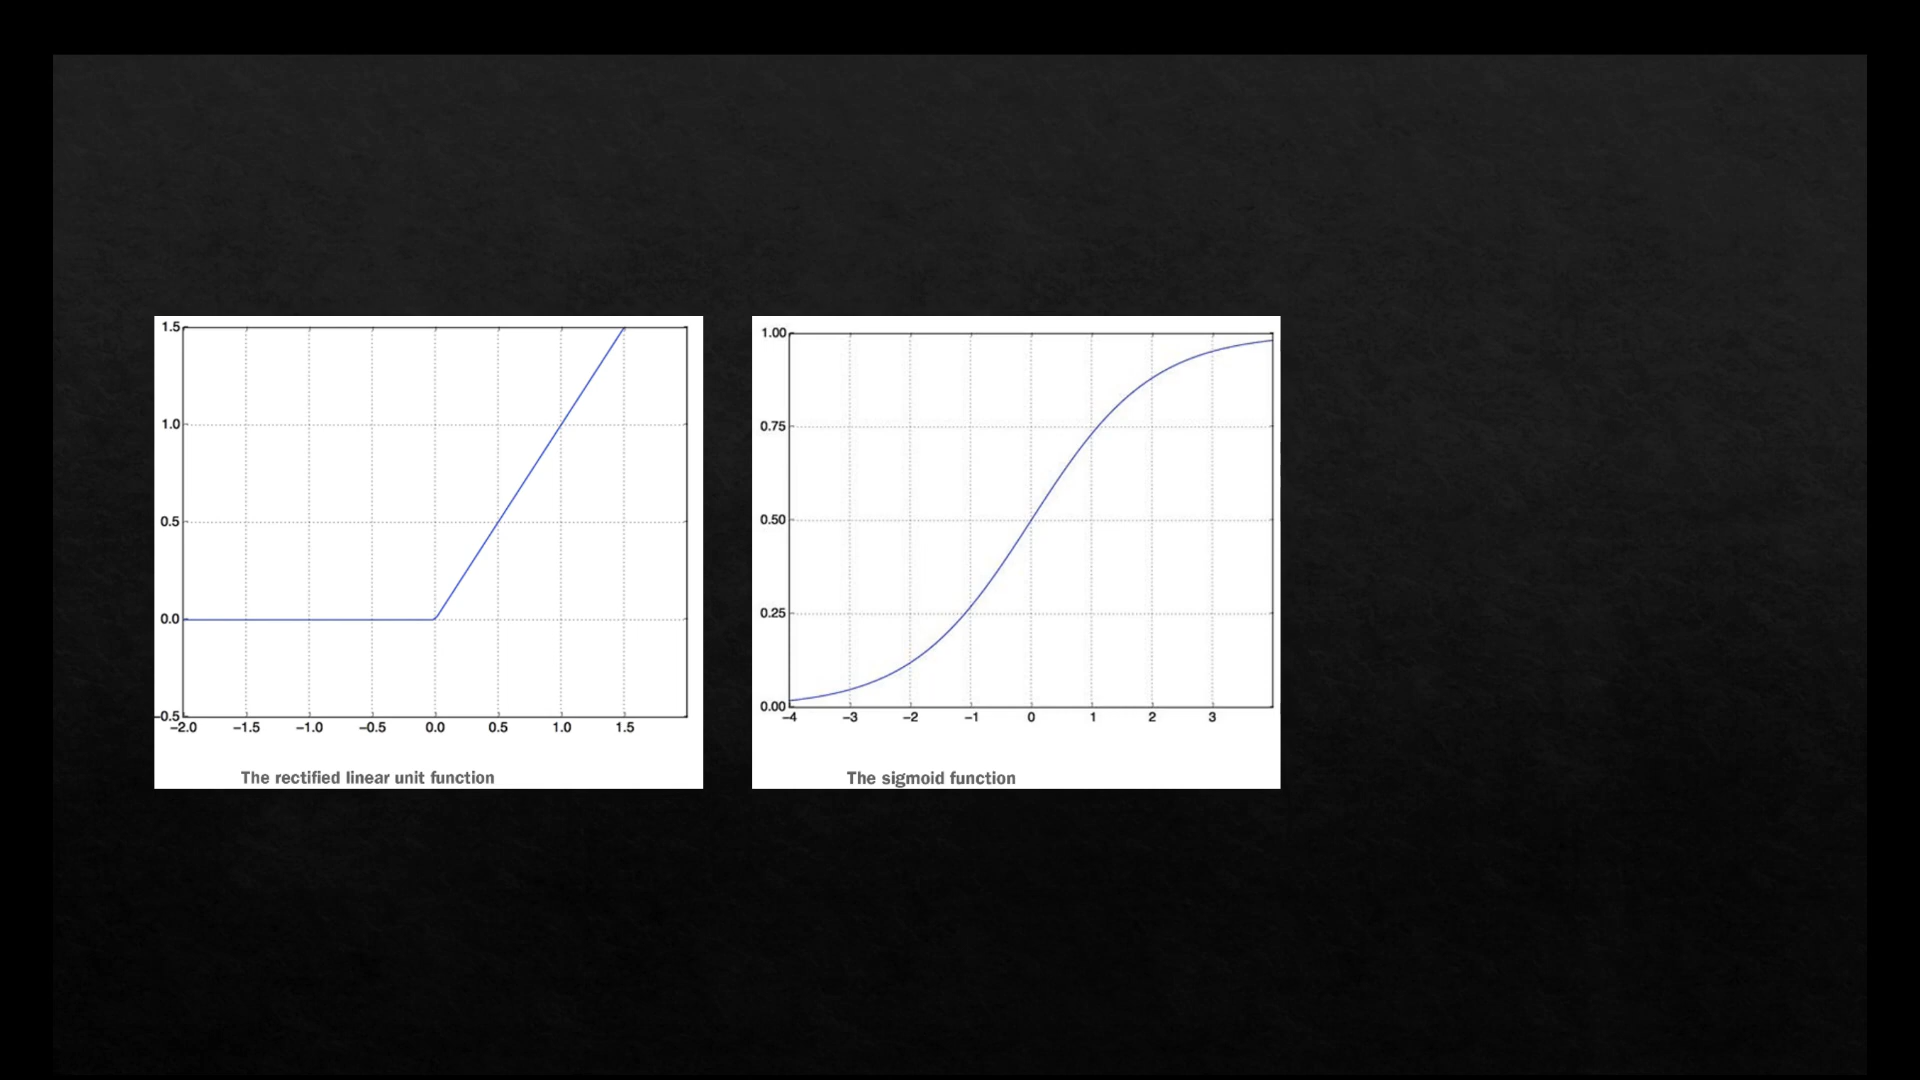 1.5
1.0
0.5
0.0
−0.5
−2.0 −1.5 −1.0 −0.5 0.0 0.5 1.0 1.5
The rectified linear unit function
1.00
0.75
0.50
0.25
0.00
−4 −3 −2 −1 0 1 2 3
The sigmoid function